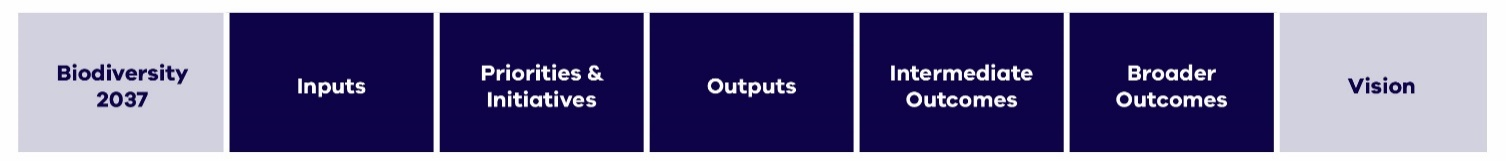 Biodiversity
2037
Inputs
Priorities &
Initiatives
Outputs
Intermediate
Outcomes
Broader
Outcomes
Vision